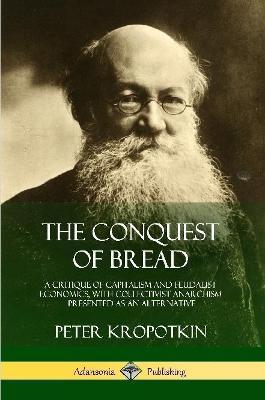 THE CONQUEST OF BREAD
A CRITIQUE OF CAPITALISM AND FEUDALIST
ECONOMICS, WITH COLLECTIVIST ANARCHISM
PRESENTED AS AN ALTERNATIVE
PETER KROPOTKIN
Adansonia Publishing